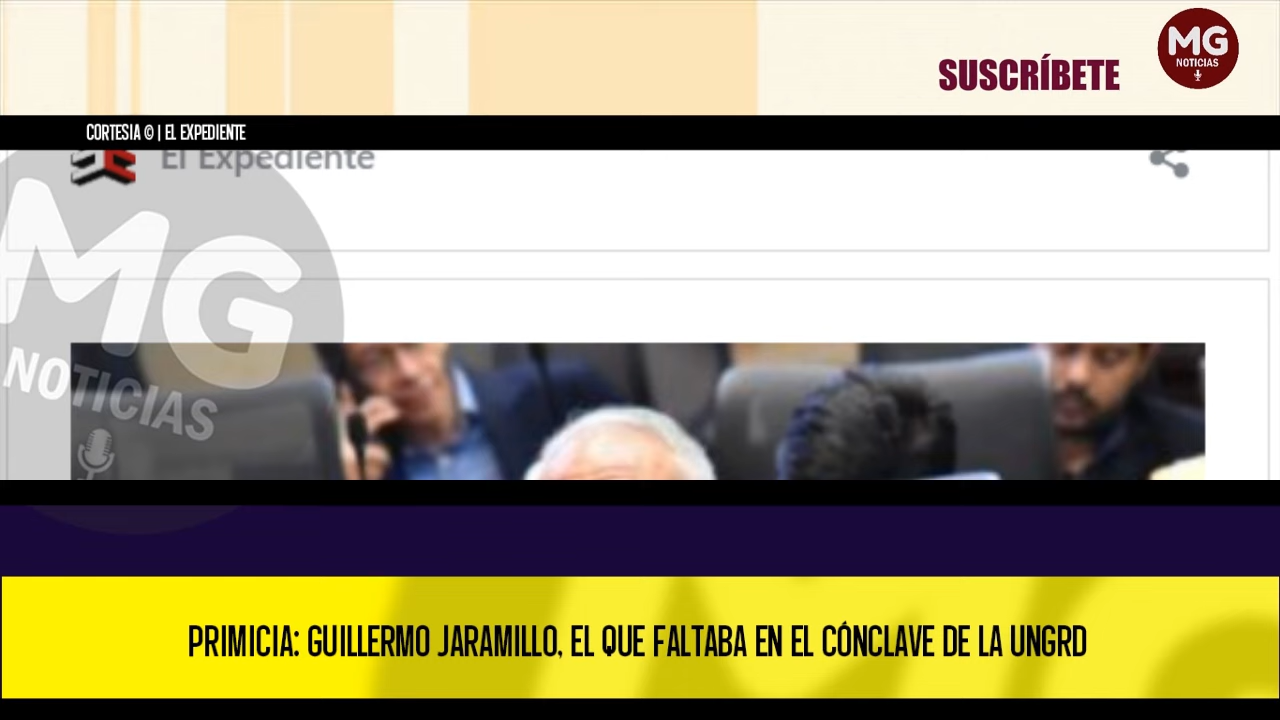 SUSCRÍBETE
MG
NOTICIAS
CORTESIA © | EL EXPEDIENTE
El Expediente
MG
NOTICIAS
PRIMICIA: GUILLERMO JARAMILLO, EL QUE FALTABA EN EL CÓNCLAVE DE LA UNGRD